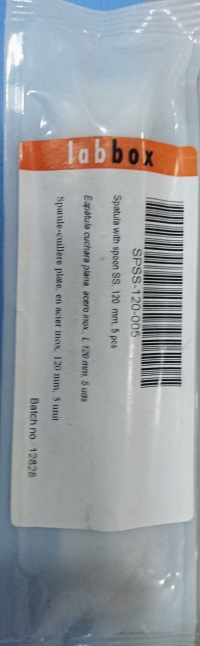 labbox
SPSS-120-005
Spatula with spoon SS, 120 mm, 5 pcs
Espátula cuchara plana, acero inox. L 120 mm, 5 uds
Spatule-cuillère plate, en acier inox, 120 mm, 5 unit
Batch no. 12828